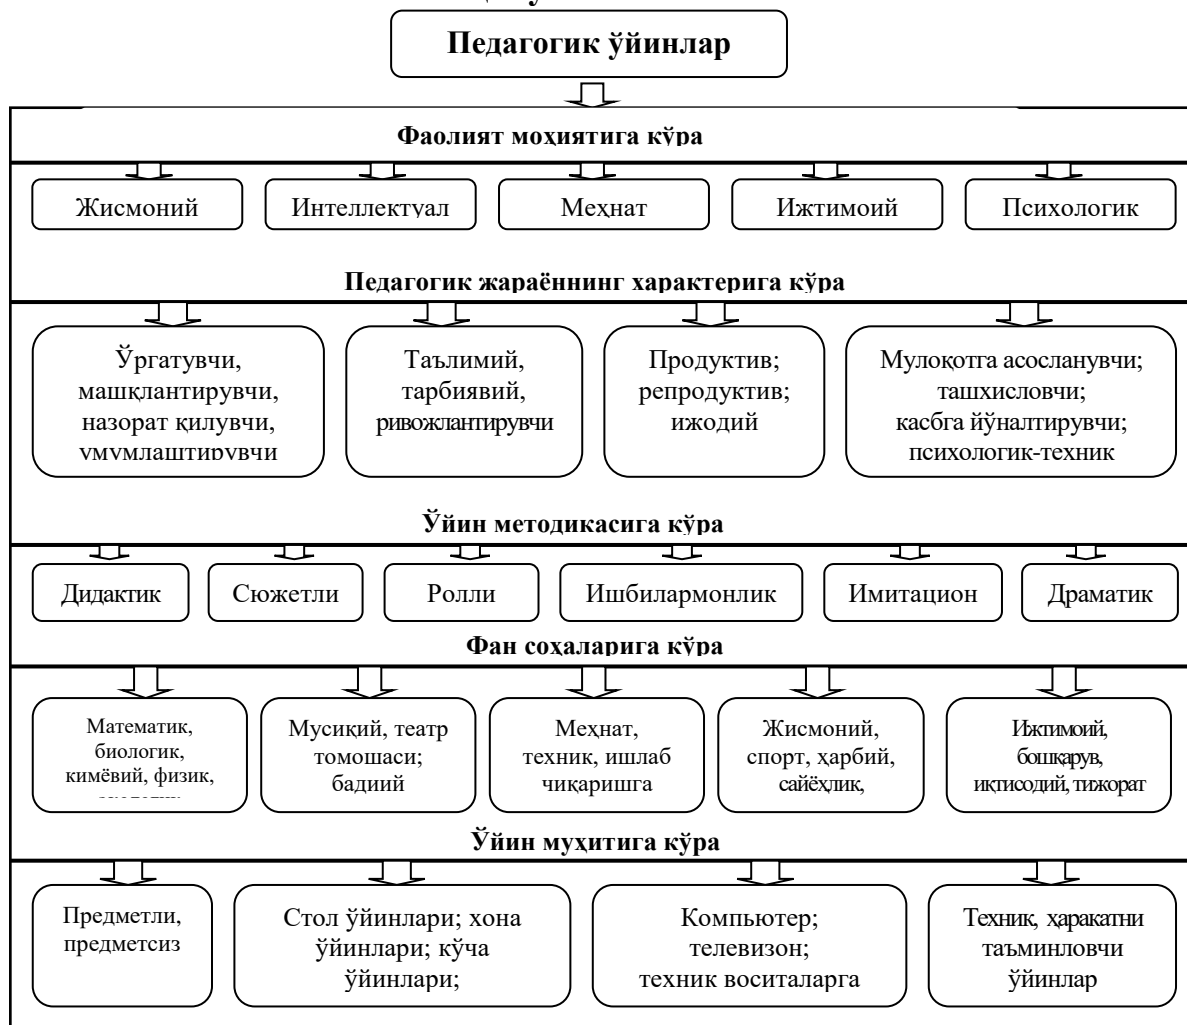 Педагогик ўйинлар
Фаолият моҳиятига кўра
Жисмоний
Интеллектуал
Меҳнат
Ижтимоий
Психологик
Педагогик жараённинг характерига кўра
Ўргатувчи,
машқлантирувчи,
назорат қилувчи,
умумлаштирувчи
Таълимий,
тарбиявий,
ривожлантирувчи
Продуктив;
репродуктив;
ижодий
Мулоқотга асосланувчи;
ташхисловчи;
касбга йўналтирувчи;
психологик-техник
Ўйин методикасига кўра
Дидактик
Сюжетли
Ролли
Ишбилармонлик
Имитацион
Драматик
Фан соҳаларига кўра
Математик,
биологик,
кимёвий, физик,
Мусиқий, театр
томошаси;
бадиий
Меҳнат,
техник, ишлаб
чиқаришга
Жисмоний,
спорт, ҳарбий,
сайёҳлик,
Ижтимоий,
бошқарув,
иқтисодий, тижорат
Ўйин муҳитига кўра
Предметли,
предметсиз
Стол ўйинлари; хона
ўйинлари; кўча
ўйинлари;
Компьютер;
телевизон;
техник воситаларга
Техник, ҳаракатни
таъминловчи
ўйинлар